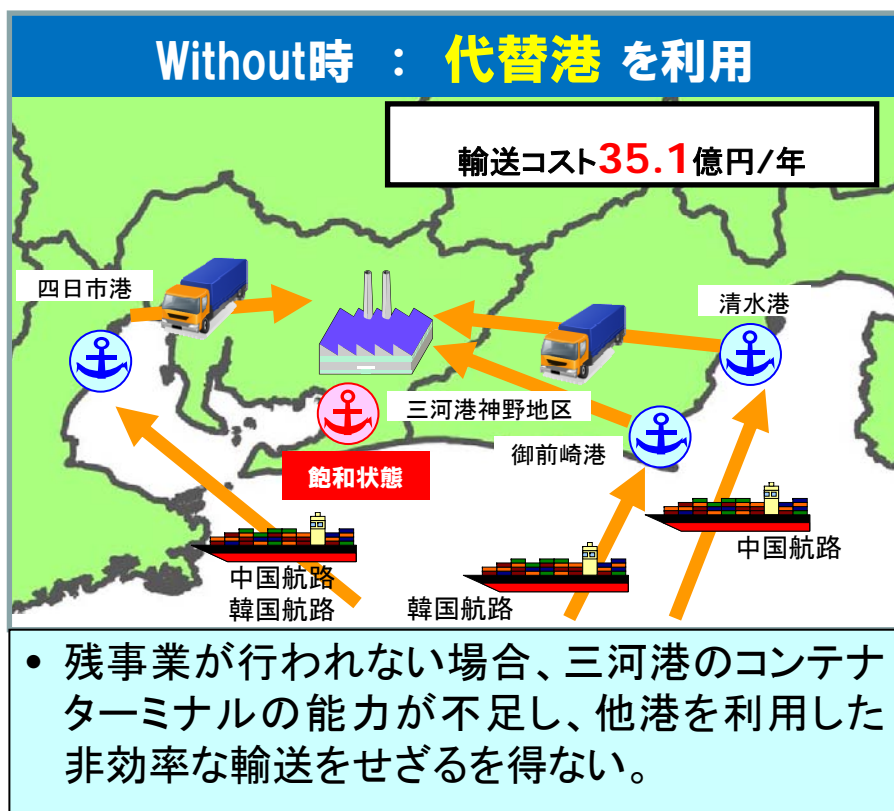 Without時 : 代替港 を利用
輸送コスト35.1億円/年
四日市港
清水港
三河港神野地区
御前崎港
飽和状態
中国航路
中国航路
韓国航路
韓国航路
• 残事業が行われない場合、三河港のコンテナ
ターミナルの能力が不足し、他港を利用した
非効率な輸送をせざるを得ない。